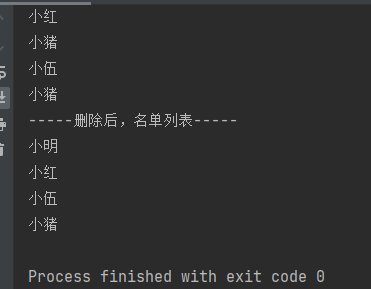 小红
小猪
小伍
小猪
-----删除后，名单列表-----
小明
小红
小伍
小猪
Process finished with exit code 0